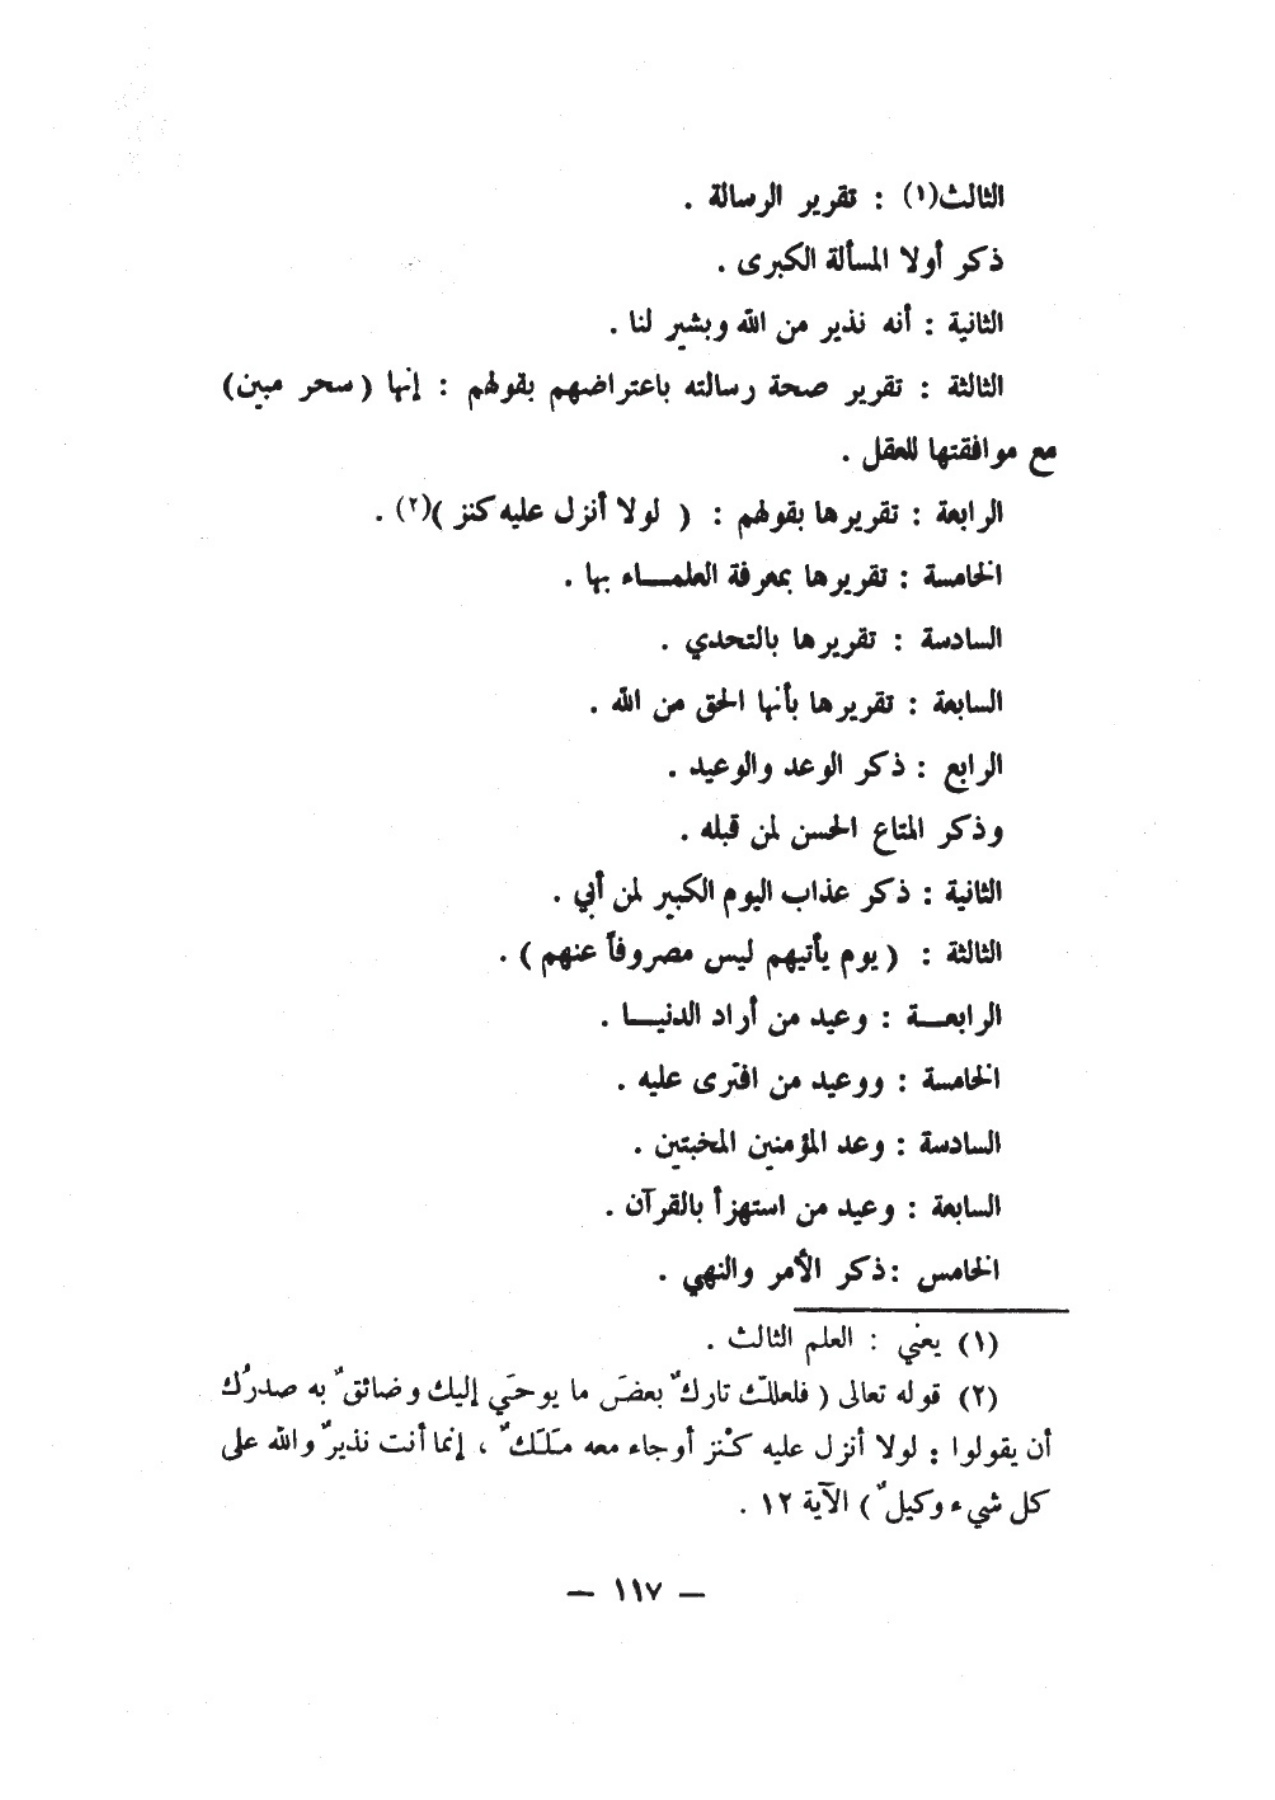 الثالث(١) : تقرير الرسالة .
ذكر أولا المسألة الكبرى .
الثانية : أنه نذير من الله وبشير لنا .
الثالثة : تقرير صحة رسالته باعتراضهم بقولهم : إنها ( سحر مبين)
مع موافقتها للعقل .
الرابعة : تقريرها بقولهم : ( لولا أنزل عليه كنز )(٢) .
الخامسة : تقريرها بمعرفة العلمـــاء بها .
السادسة : تقريرها بالتحدي .
السابعة : تقريرها بأنها الحق من الله .
الرابع : ذكر الوعد والوعيد .
وذكر المتاع الحسن لمن قبله .
الثانية : ذكر عذاب اليوم الكبير لمن أبي .
الثالثة : ( يوم يأتيهم ليس مصروفاً عنهم ) .
الرابعــة : وعيد من أراد الدنيــا .
الخامسة : ووعيد من افترى عليه .
السادسة : وعد المؤمنين المخبتين .
السابعة : وعيد من استهزأ بالقرآن .
الخامس :ذكر الأمر والنهي .
(١) يعني : العلم الثالث .
(٢) قوله تعالى ( فلعلك تاركٌ بعضَ ما يوحَي إليك وضائقٌ به صدرُك
أن يقولوا : لولا أنزل عليه كنْز أوجاء معه مَلَكٌ ، إنما أنت نذيرٌ والله على
كل شيء وكيلٌ ) الآية ١٢ .
— ١١٧ —